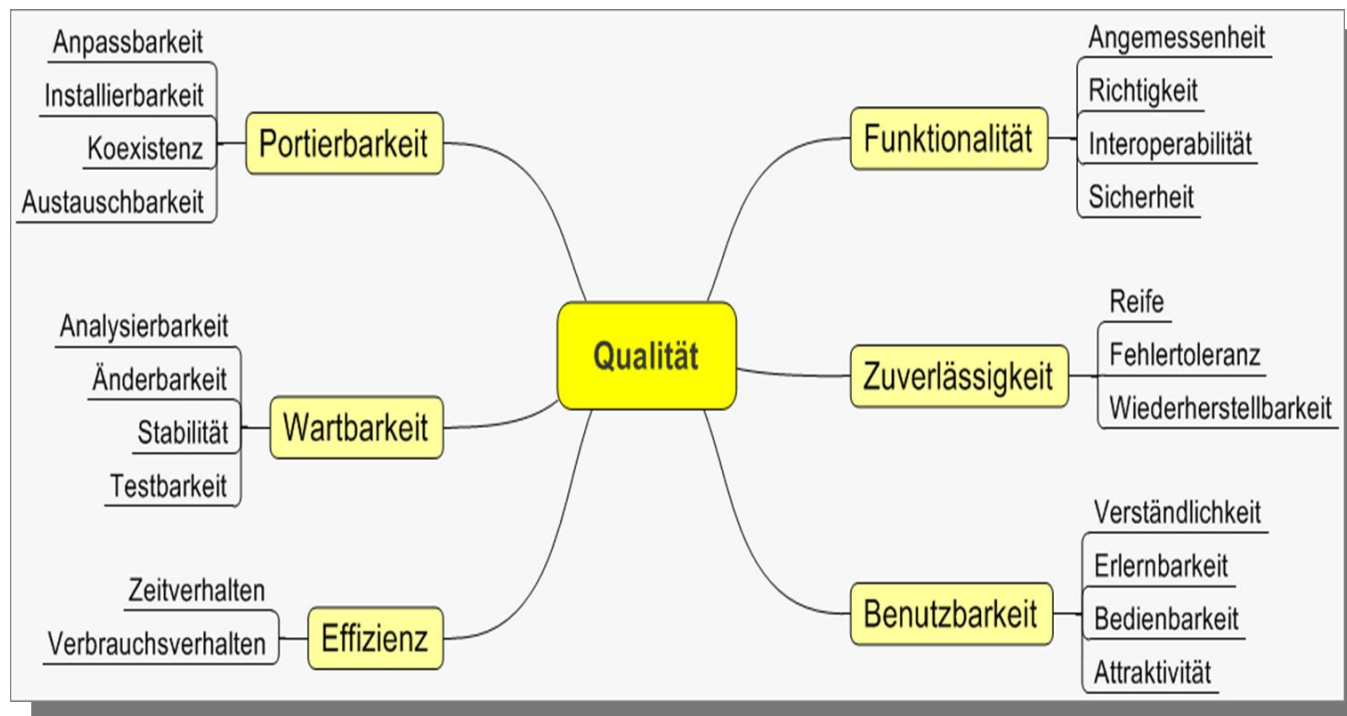 Anpassbarkeit
Installierbarkeit
Koexistenz
Austauschbarkeit
Portierbarkeit
Analysierbarkeit
Änderbarkeit
Stabilität
Testbarkeit
Wartbarkeit
Zeitverhalten
Verbrauchsverhalten
Effizienz
Qualität
Funktionalität
Angemessenheit
Richtigkeit
Interoperabilität
Sicherheit
Zuverlässigkeit
Reife
Fehlertoleranz
Wiederherstellbarkeit
Benutzbarkeit
Verständlichkeit
Erlernbarkeit
Bedienbarkeit
Attraktivität